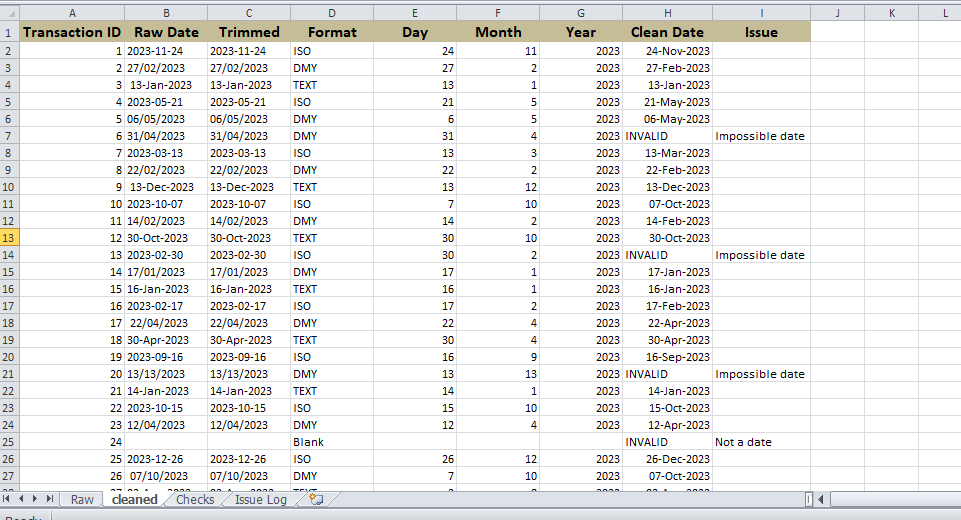 A B C D E F G H I J K L
1 Transaction ID Raw Date Trimmed Format Day Month Year Clean Date Issue
2 1 2023-11-24 2023-11-24 ISO 24 11 2023 24-Nov-2023
3 2 27/02/2023 27/02/2023 DMY 27 2 2023 27-Feb-2023
4 3 13-Jan-2023 13-Jan-2023 TEXT 13 1 2023 13-Jan-2023
5 4 2023-05-21 2023-05-21 ISO 21 5 2023 21-May-2023
6 5 06/05/2023 06/05/2023 DMY 6 5 2023 06-May-2023
7 6 31/04/2023 31/04/2023 DMY 31 4 2023 INVALID Impossible date
8 7 2023-03-13 2023-03-13 ISO 13 3 2023 13-Mar-2023
9 8 22/02/2023 22/02/2023 DMY 22 2 2023 22-Feb-2023
10 9 13-Dec-2023 13-Dec-2023 TEXT 13 12 2023 13-Dec-2023
11 10 2023-10-07 2023-10-07 ISO 7 10 2023 07-Oct-2023
12 11 14/02/2023 14/02/2023 DMY 14 2 2023 14-Feb-2023
13 12 30-Oct-2023 30-Oct-2023 TEXT 30 10 2023 30-Oct-2023
14 13 2023-02-30 2023-02-30 ISO 30 2 2023 INVALID Impossible date
15 14 17/01/2023 17/01/2023 DMY 17 1 2023 17-Jan-2023
16 15 16-Jan-2023 16-Jan-2023 TEXT 16 1 2023 16-Jan-2023
17 16 2023-02-17 2023-02-17 ISO 17 2 2023 17-Feb-2023
18 17 22/04/2023 22/04/2023 DMY 22 4 2023 22-Apr-2023
19 18 30-Apr-2023 30-Apr-2023 TEXT 30 4 2023 30-Apr-2023
20 19 2023-09-16 2023-09-16 ISO 16 9 2023 16-Sep-2023
21 20 13/13/2023 13/13/2023 DMY 13 13 2023 INVALID Impossible date
22 21 14-Jan-2023 14-Jan-2023 TEXT 14 1 2023 14-Jan-2023
23 22 2023-10-15 2023-10-15 ISO 15 10 2023 15-Oct-2023
24 23 12/04/2023 12/04/2023 DMY 12 4 2023 12-Apr-2023
25 24 Blank INVALID Not a date
26 25 2023-12-26 2023-12-26 ISO 26 12 2023 26-Dec-2023
27 26 07/10/2023 07/10/2023 DMY 7 10 2023 07-Oct-2023
Raw cleaned Checks Issue Log